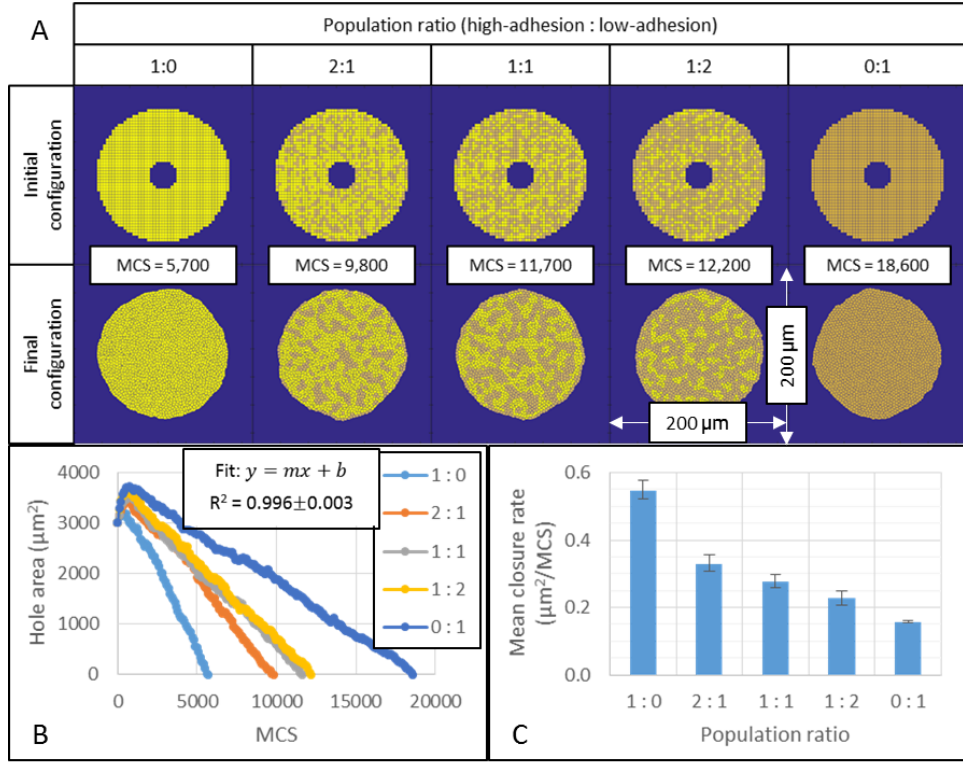 A
Population ratio (high-adhesion : low-adhesion)
1:0 2:1 1:1 1:2 0:1
Initial
configuration
MCS = 5,700 MCS = 9,800 MCS = 11,700 MCS = 12,200 MCS = 18,600
Final
configuration
200 µm
200 µm
B
Hole area (µm²)
4000
3000
2000
1000
0
0 5000 10000 15000 20000
MCS
Fit: y = mx + b
R² = 0.996±0.003
1 : 0
2 : 1
1 : 1
1 : 2
0 : 1
C
Mean closure rate
(µm²/MCS)
0.6
0.4
0.2
0.0
1 : 0 2 : 1 1 : 1 1 : 2 0 : 1
Population ratio